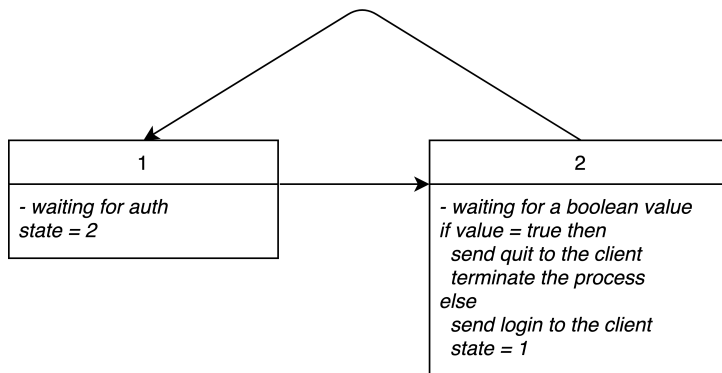 1
- waiting for auth
state = 2
2
- waiting for a boolean value
if value = true then
send quit to the client
terminate the process
else
send login to the client
state = 1